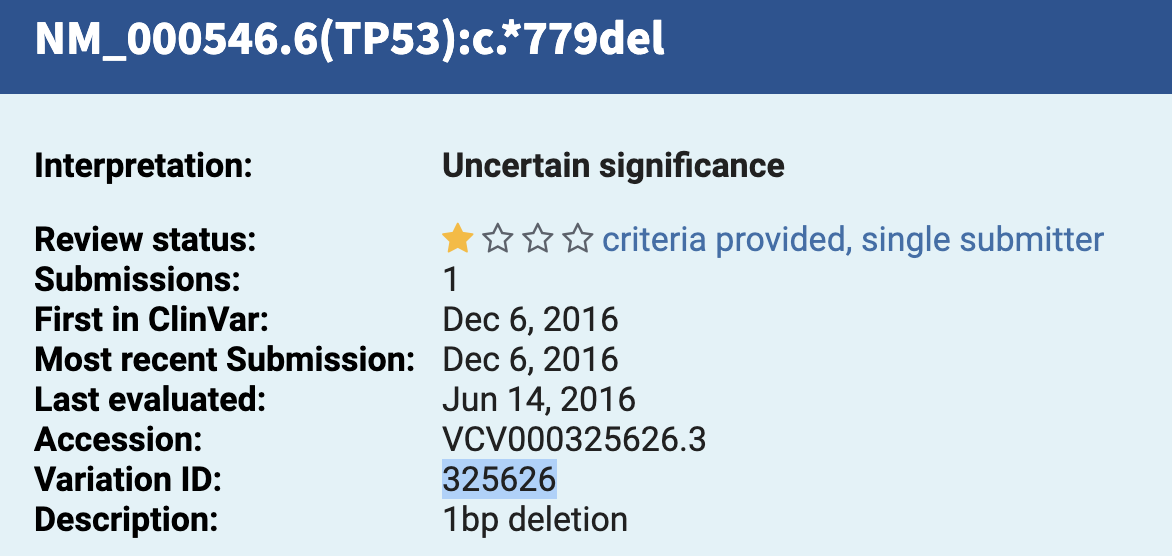 NM_000546.6(TP53):c.*779del
Interpretation: Uncertain significance
Review status: criteria provided, single submitter
Submissions: 1
First in ClinVar: Dec 6, 2016
Most recent Submission: Dec 6, 2016
Last evaluated: Jun 14, 2016
Accession: VCV000325626.3
Variation ID: 325626
Description: 1bp deletion